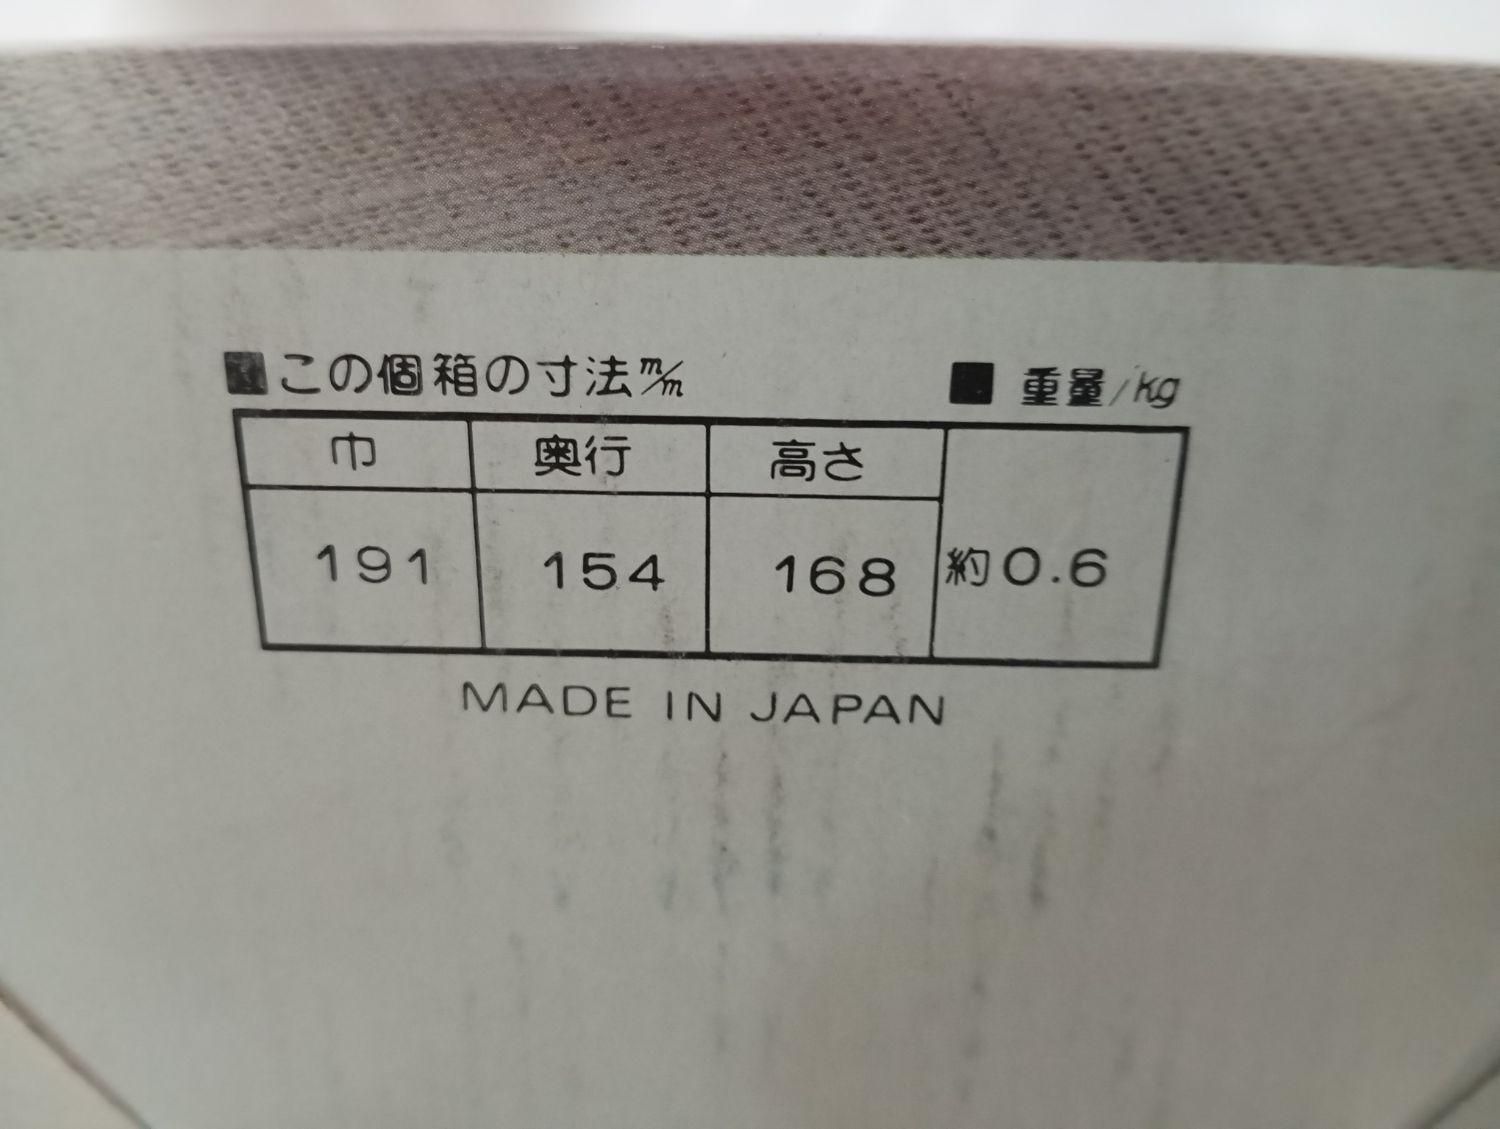 ■この個箱の寸法m/m ■重量/kg
巾 奥行 高さ
191 154 168 約0.6
MADE IN JAPAN